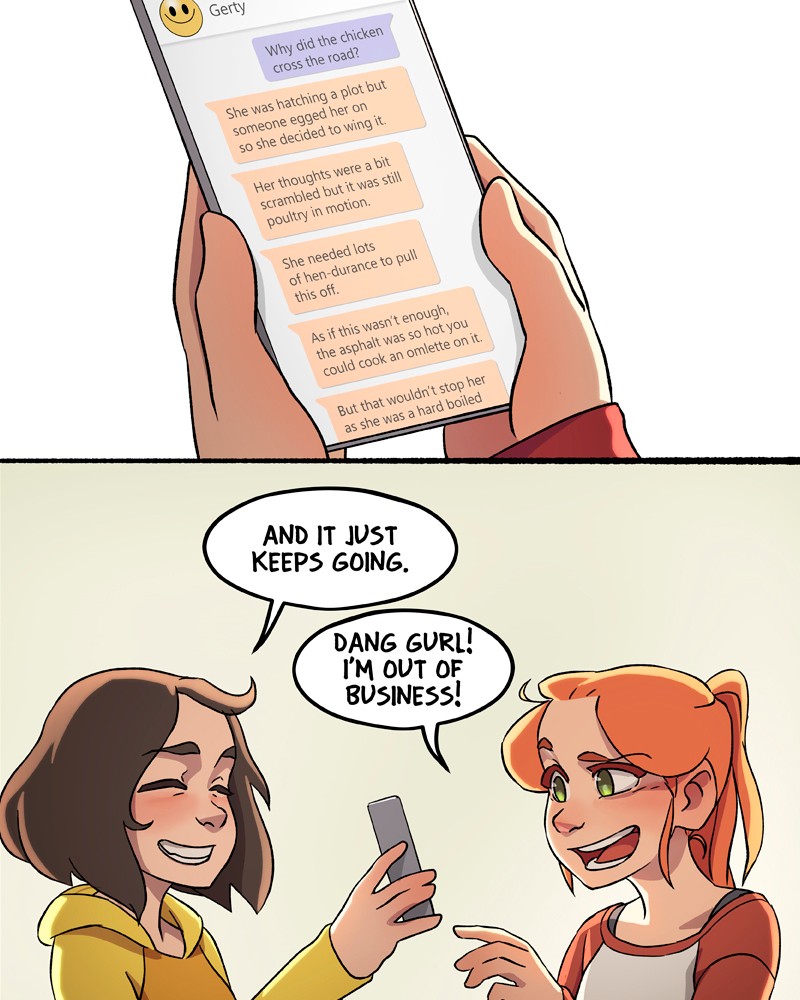 Gerty
Why did the chicken
cross the road?
She was hatching a plot but
someone egged her on
so she decided to wing it.
Her thoughts were a bit
scrambled but it was still
poultry in motion.
She needed lots
of hen-durance to pull
this off.
As if this wasn't enough,
the asphalt was so hot you
could cook an omlette on it.
But that wouldn't stop her
as she was a hard boiled
AND IT JUST
KEEPS GOING.
DANG GURL!
I'M OUT OF
BUSINESS!